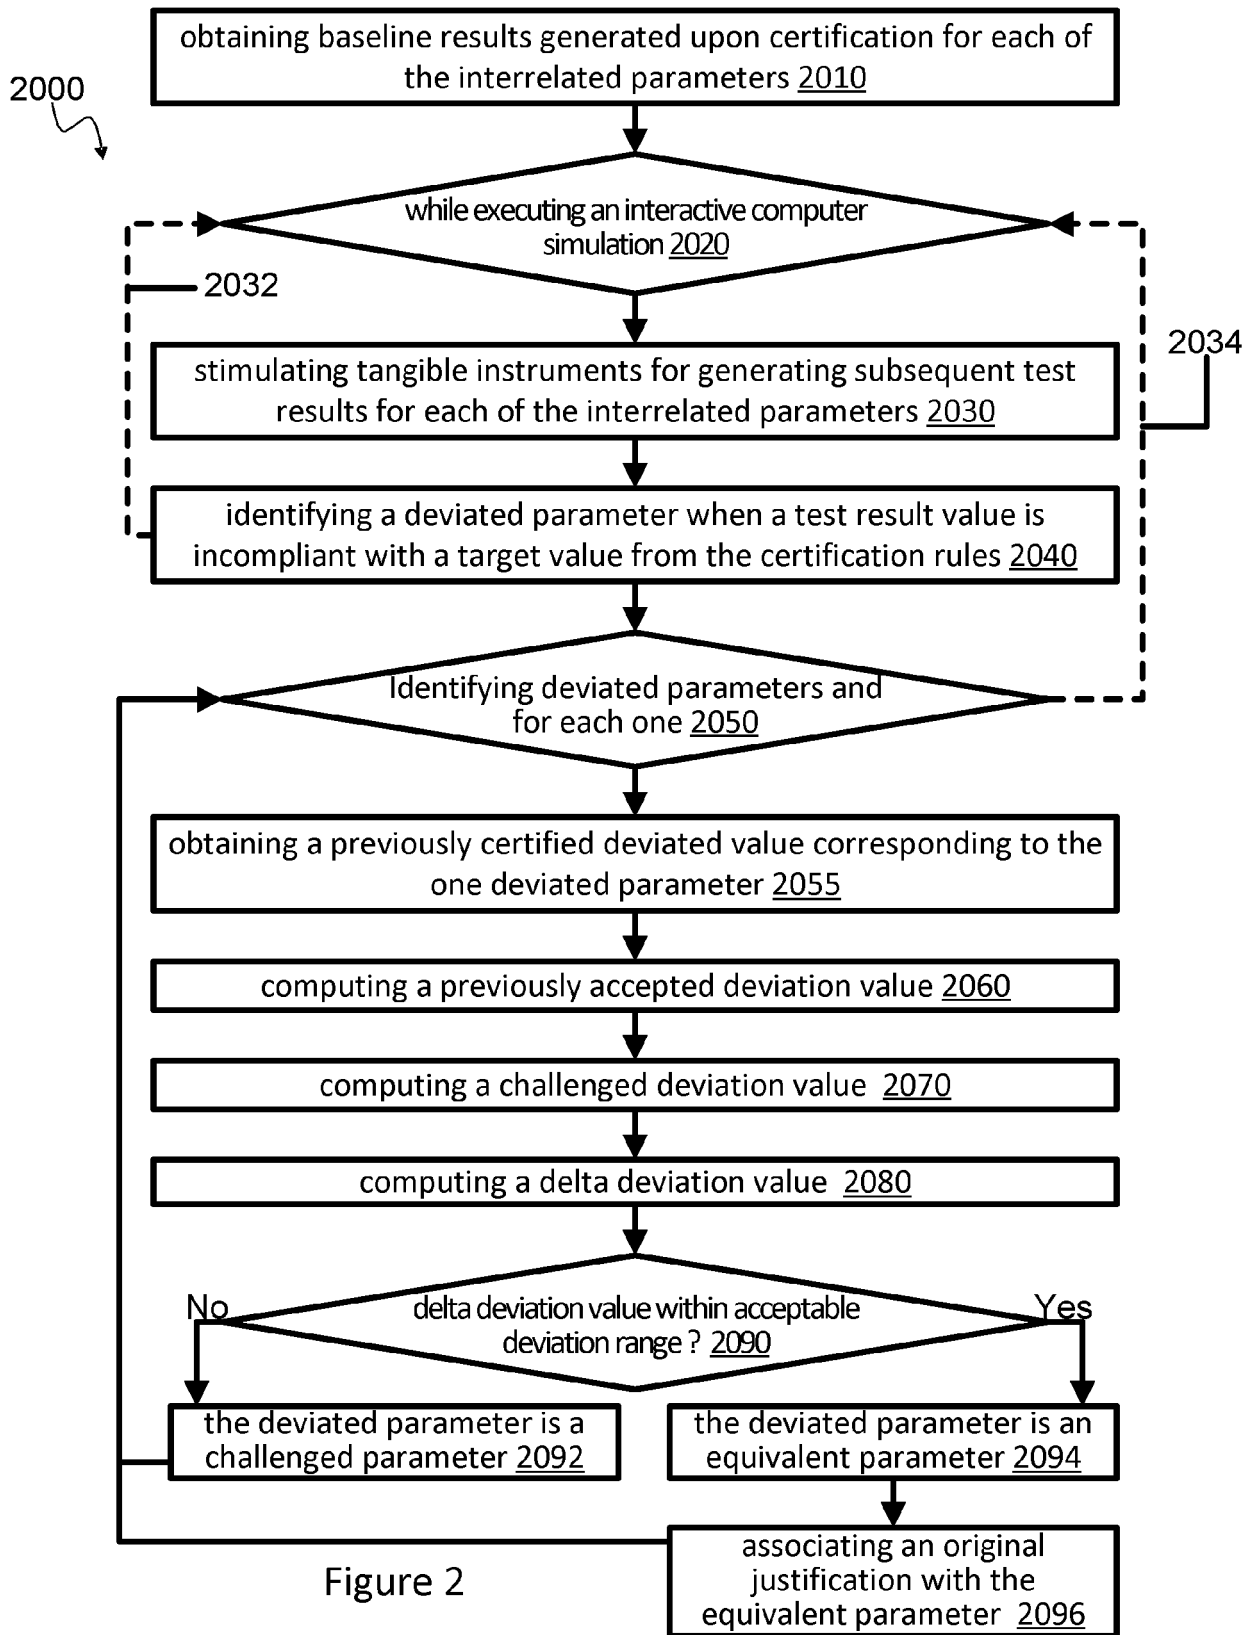 obtaining baseline results generated upon certification for each of
the interrelated parameters 2010
2000
while executing an interactive computer
simulation 2020
2032
stimulating tangible instruments for generating subsequent test
results for each of the interrelated parameters 2030
2034
identifying a deviated parameter when a test result value is
incompliant with a target value from the certification rules 2040
Identifying deviated parameters and
for each one 2050
obtaining a previously certified deviated value corresponding to the
one deviated parameter 2055
computing a previously accepted deviation value 2060
computing a challenged deviation value 2070
computing a delta deviation value 2080
No
delta deviation value within acceptable
deviation range ? 2090
Yes
the deviated parameter is a
challenged parameter 2092
the deviated parameter is an
equivalent parameter 2094
associating an original
justification with the
equivalent parameter 2096
Figure 2